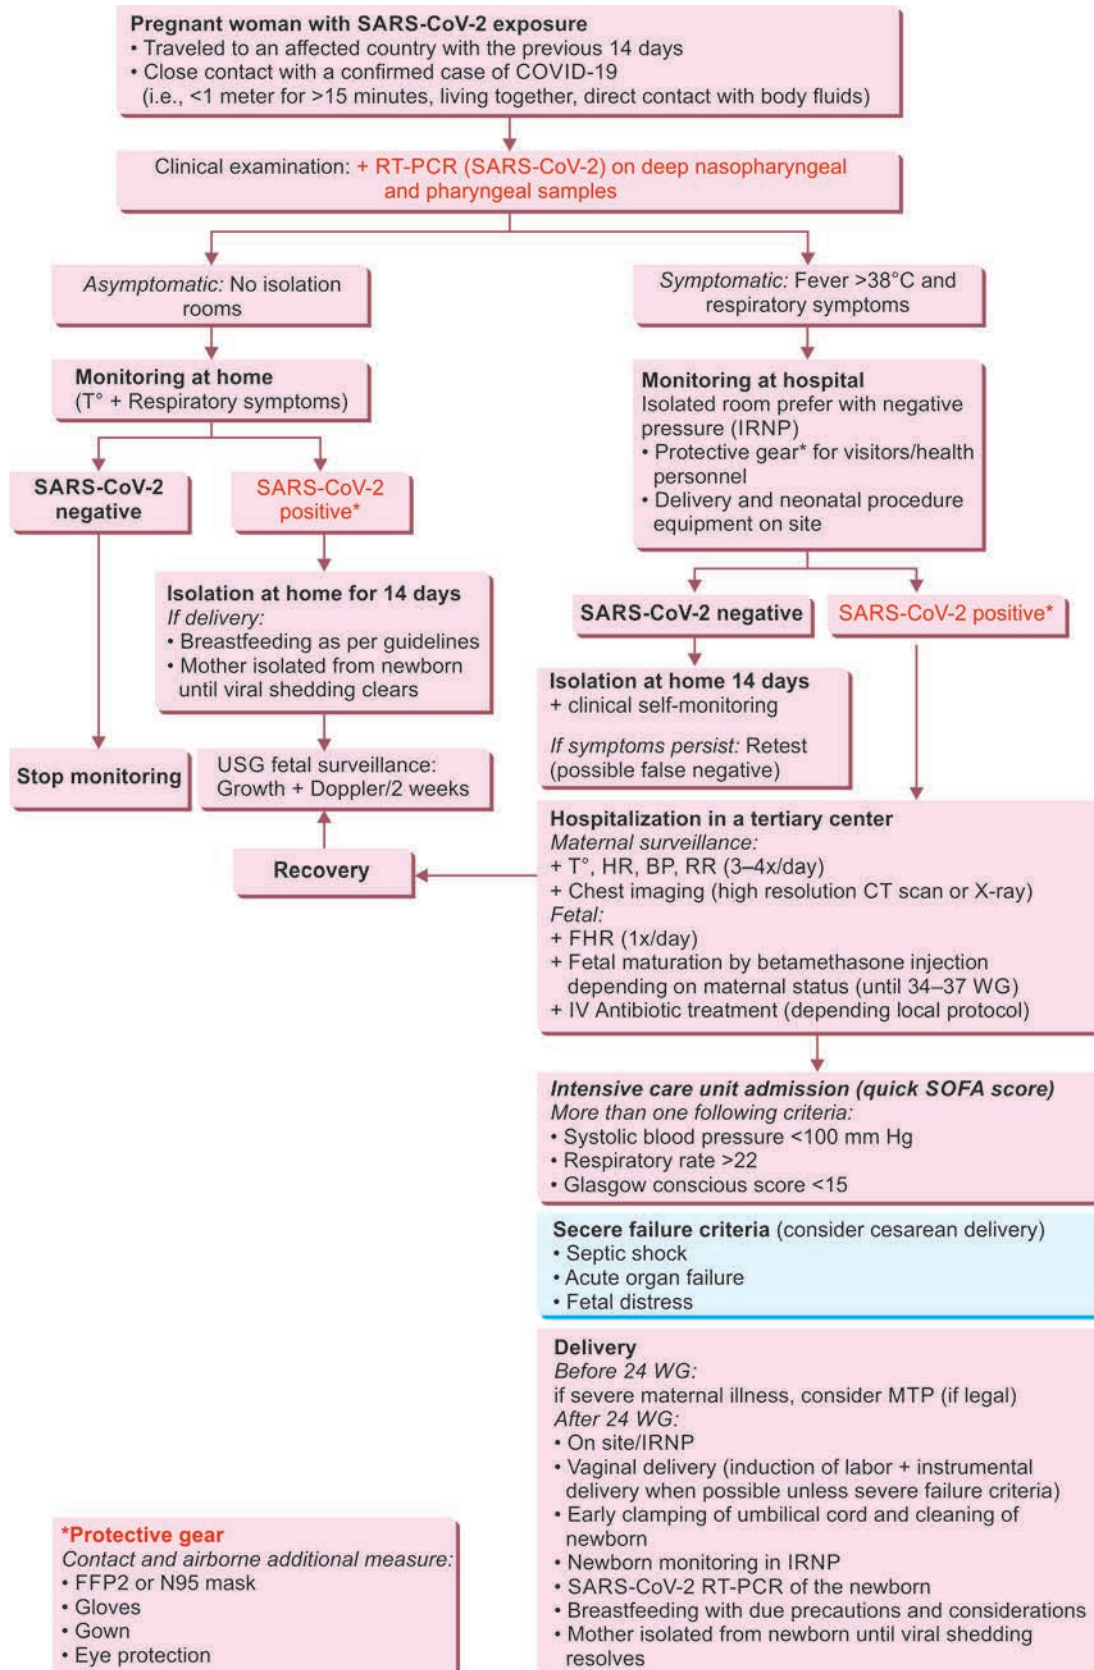 Pregnant woman with SARS-CoV-2 exposure
• Traveled to an affected country with the previous 14 days
• Close contact with a confirmed case of COVID-19
(i.e., <1 meter for >15 minutes, living together, direct contact with body fluids)
Clinical examination: + RT-PCR (SARS-CoV-2) on deep nasopharyngeal
and pharyngeal samples
Asymptomatic: No isolation
rooms
Symptomatic: Fever >38°C and
respiratory symptoms
Monitoring at home
(T° + Respiratory symptoms)
Monitoring at hospital
Isolated room prefer with negative
pressure (IRNP)
• Protective gear* for visitors/health
personnel
• Delivery and neonatal procedure
equipment on site
SARS-CoV-2
negative
SARS-CoV-2
positive*
Isolation at home for 14 days
If delivery:
• Breastfeeding as per guidelines
• Mother isolated from newborn
until viral shedding clears
SARS-CoV-2 negative
SARS-CoV-2 positive*
Isolation at home 14 days
+ clinical self-monitoring
If symptoms persist: Retest
(possible false negative)
Stop monitoring
USG fetal surveillance:
Growth + Doppler/2 weeks
Recovery
Hospitalization in a tertiary center
Maternal surveillance:
+ T°, HR, BP, RR (3–4x/day)
+ Chest imaging (high resolution CT scan or X-ray)
Fetal:
+ FHR (1x/day)
+ Fetal maturation by betamethasone injection
depending on maternal status (until 34–37 WG)
+ IV Antibiotic treatment (depending local protocol)
Intensive care unit admission (quick SOFA score)
More than one following criteria:
• Systolic blood pressure <100 mm Hg
• Respiratory rate >22
• Glasgow conscious score <15
Secere failure criteria (consider cesarean delivery)
• Septic shock
• Acute organ failure
• Fetal distress
Delivery
Before 24 WG:
if severe maternal illness, consider MTP (if legal)
After 24 WG:
• On site/IRNP
• Vaginal delivery (induction of labor + instrumental
delivery when possible unless severe failure criteria)
• Early clamping of umbilical cord and cleaning of
newborn
• Newborn monitoring in IRNP
• SARS-CoV-2 RT-PCR of the newborn
• Breastfeeding with due precautions and considerations
• Mother isolated from newborn until viral shedding
resolves
*Protective gear
Contact and airborne additional measure:
• FFP2 or N95 mask
• Gloves
• Gown
• Eye protection